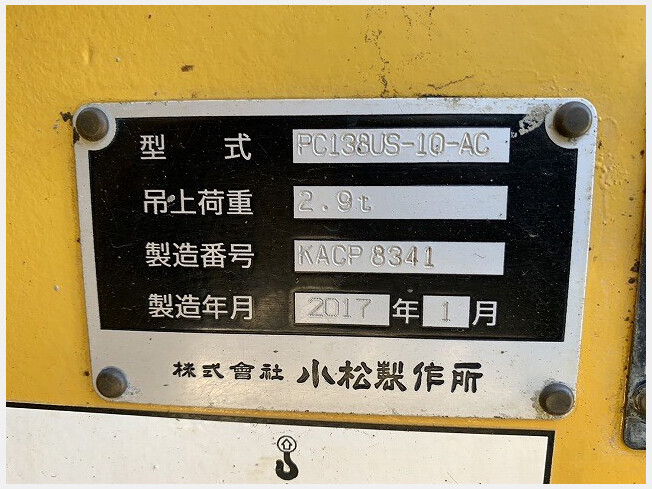 型 式 PC138US-10-AC
吊上荷重 2.9t
製造番号 KACP 8341
製造年月 2017 年 1 月
株式會社 小松製作所